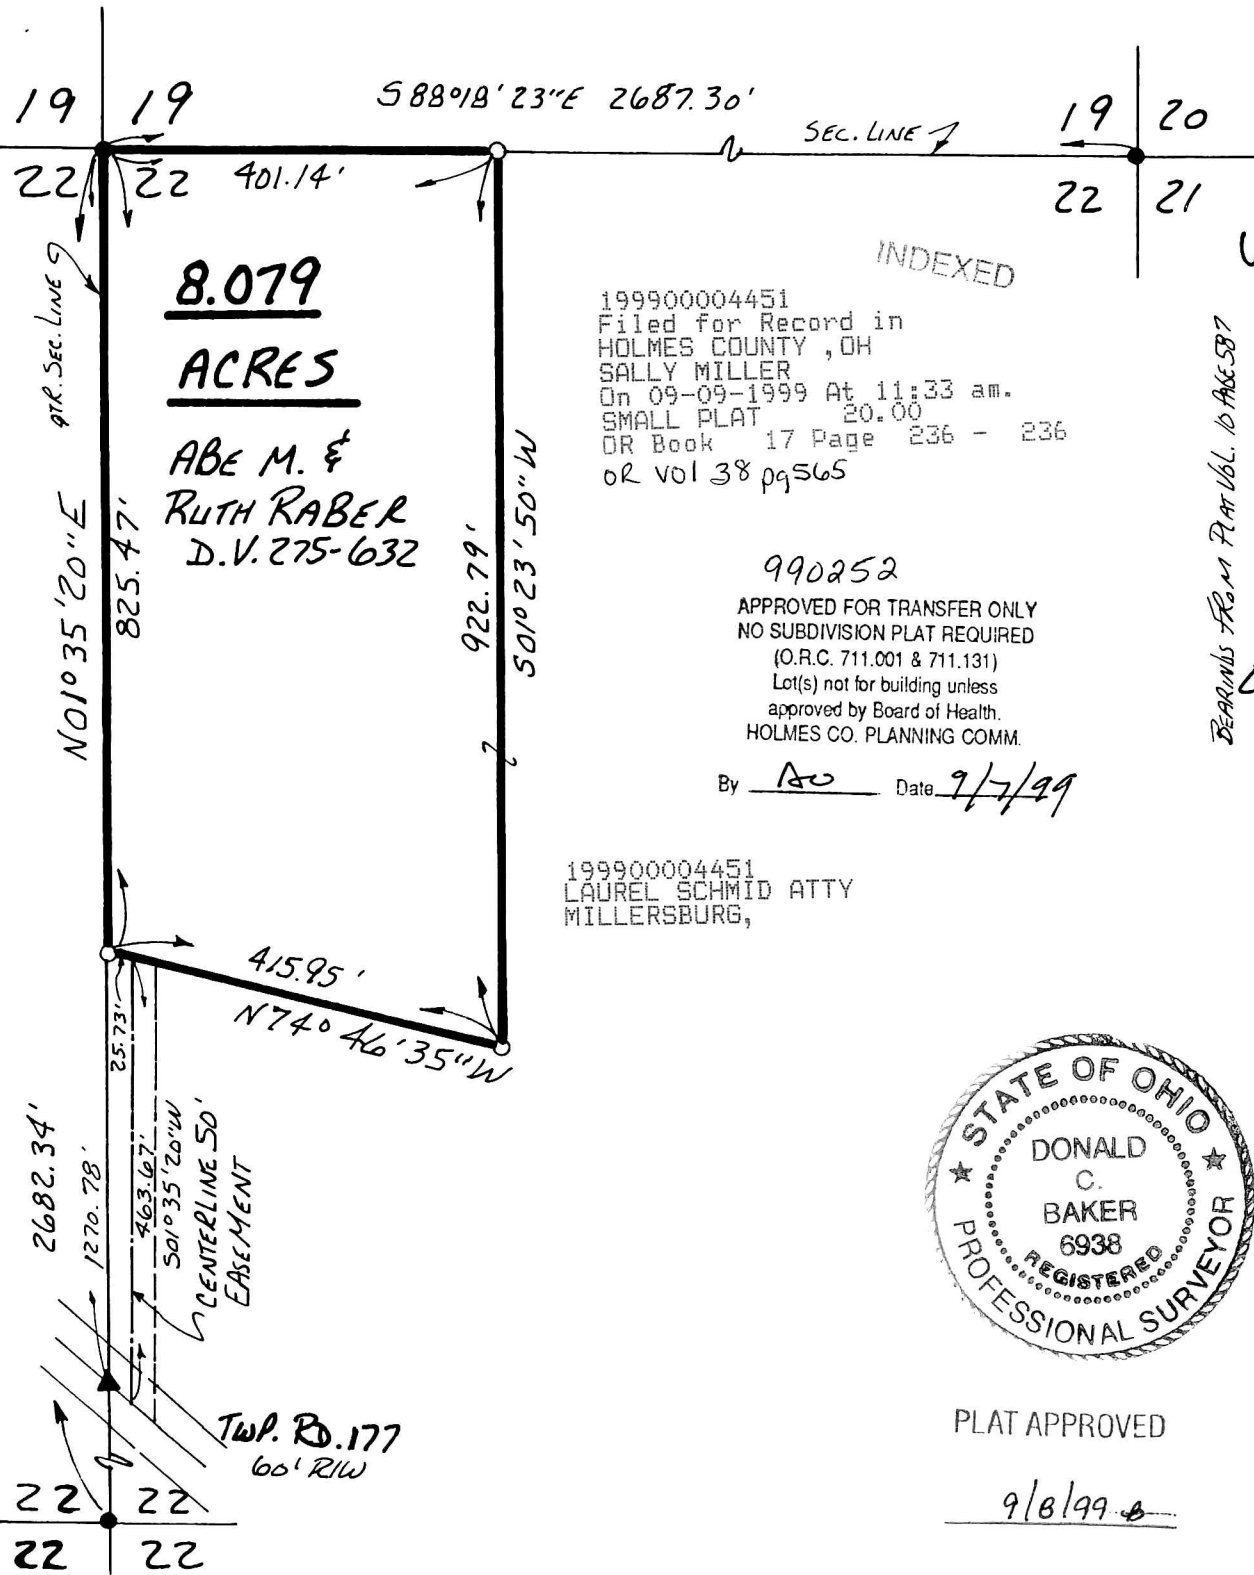 S 88°18'23"E 2687.30'
19 19
SEC. LINE
19 20
22 22
401.14'
22 21
QTR. SEC. LINE
8.079
ACRES
ABE M. &
RUTH RABER
D.V. 275-632
N01°35'20"E
825.47'
922.79'
S01°23'50"W
INDEXED
199900004451
Filed for Record in
HOLMES COUNTY ,OH
SALLY MILLER
On 09-09-1999 At 11:33 am.
SMALL PLAT 20.00
OR Book 17 Page 236 - 236
OR Vol 38 pg565
BEARINGS FROM PLAT VOL. 10 PAGE 587
990252
APPROVED FOR TRANSFER ONLY
NO SUBDIVISION PLAT REQUIRED
(O.R.C. 711.001 & 711.131)
Lot(s) not for building unless
approved by Board of Health.
HOLMES CO. PLANNING COMM.
By Date 9/7/99
199900004451
LAUREL SCHMID ATTY
MILLERSBURG,
415.95'
N74°46'35"W
25.73'
2682.34'
1270.78'
463.67'
S01°35'20"W
CENTERLINE 50'
EASEMENT
TWP. RD. 177
60' R/W
22 22
22 22
STATE OF OHIO
DONALD
C.
BAKER
6938
REGISTERED
PROFESSIONAL SURVEYOR
PLAT APPROVED
9/8/99